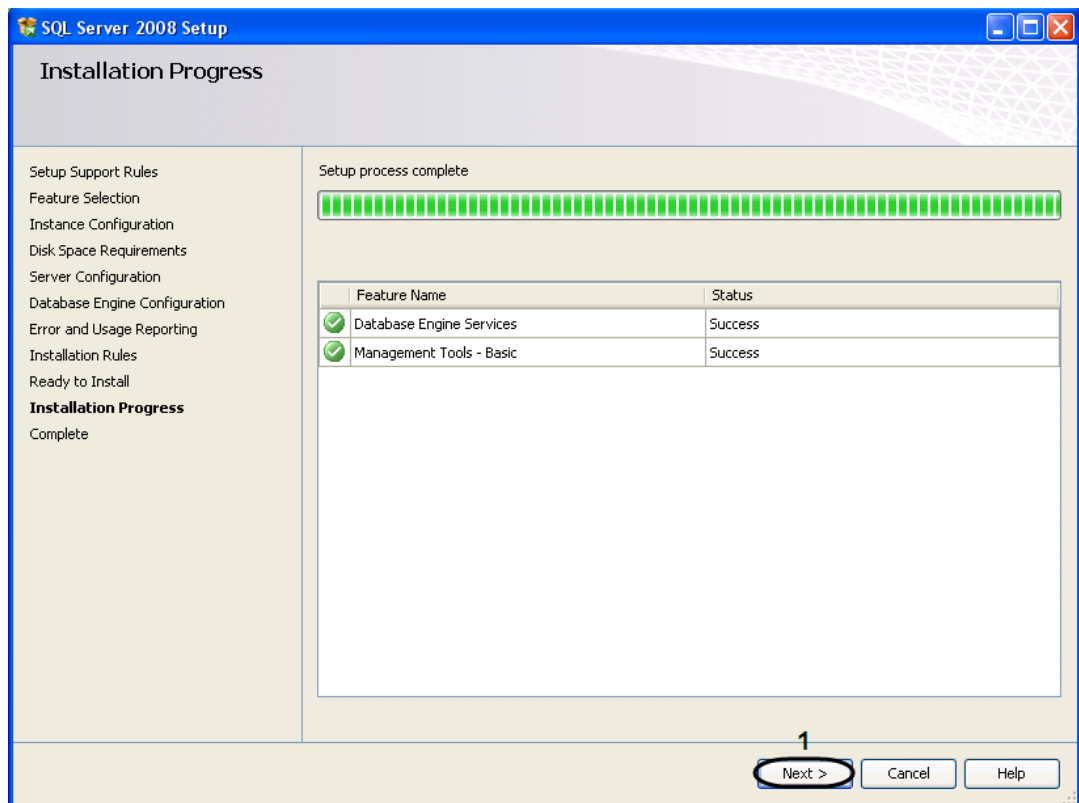 SQL Server 2008 Setup
Installation Progress
Setup Support Rules
Feature Selection
Instance Configuration
Disk Space Requirements
Server Configuration
Database Engine Configuration
Error and Usage Reporting
Installation Rules
Ready to Install
Installation Progress
Complete
Setup process complete
Feature Name Status
Database Engine Services Success
Management Tools - Basic Success
1
Next > Cancel Help